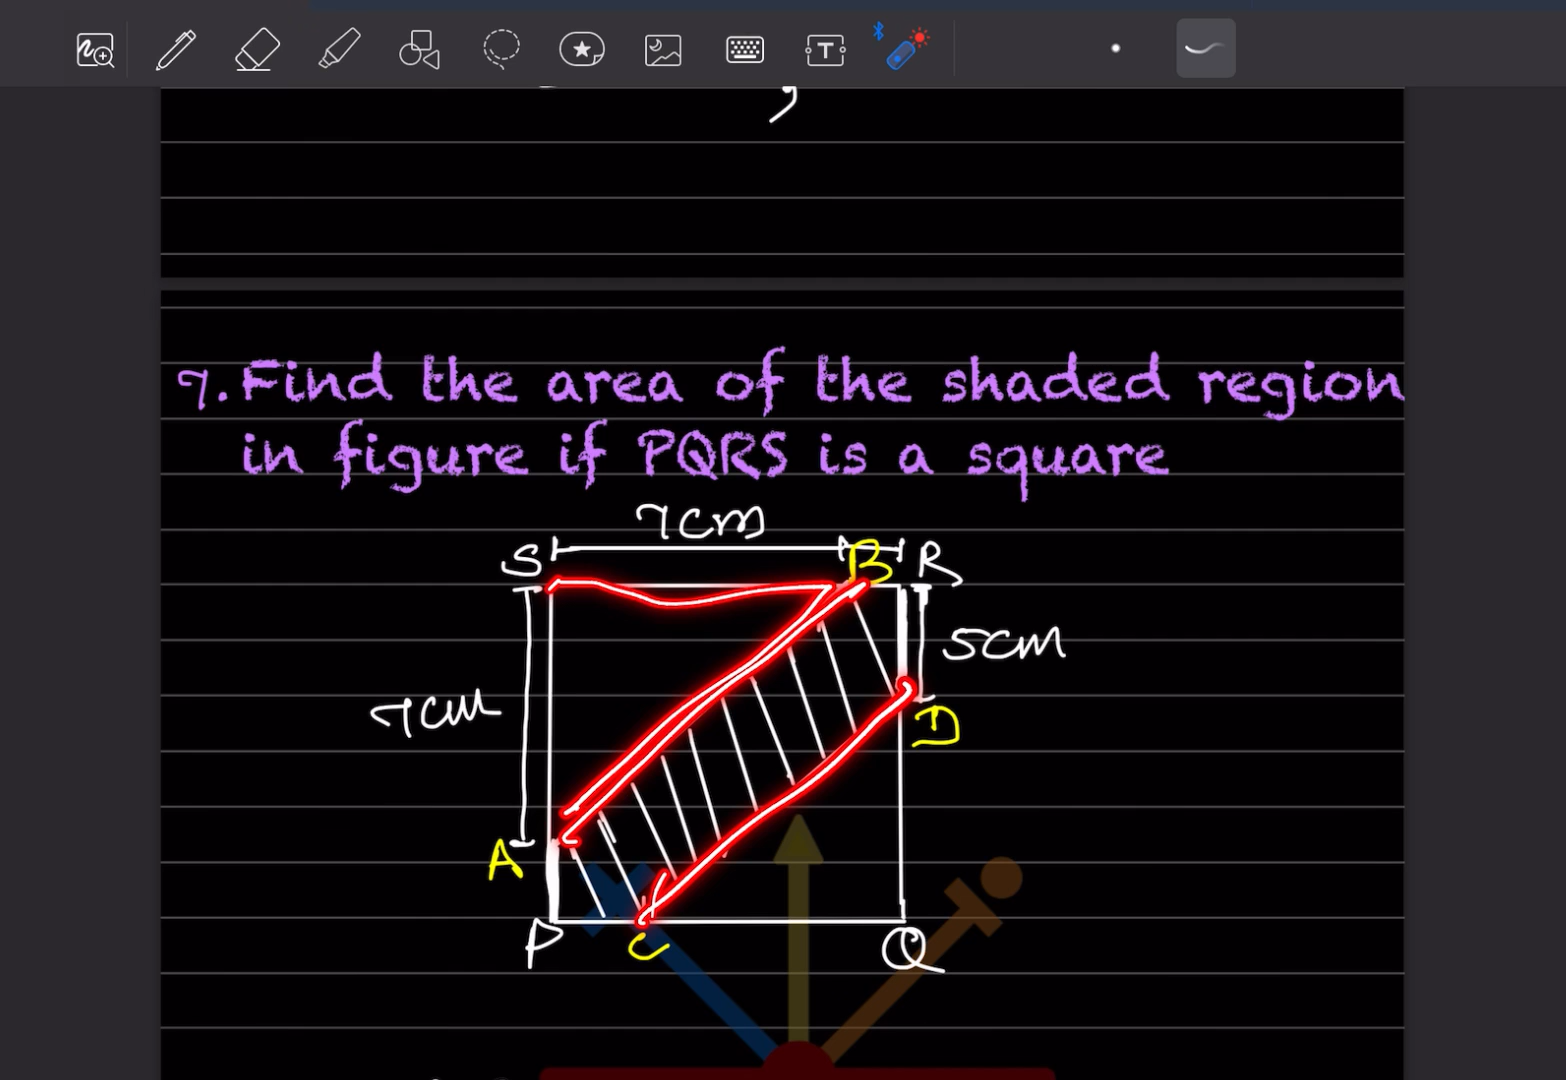 7. Find the area of the shaded region
in figure if PQRS is a square
7cm
S B R
5cm
7cm
D
A
P C Q